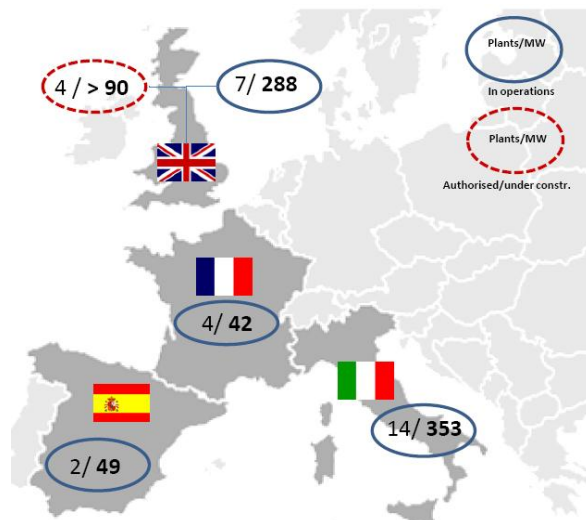 Plants/MW
In operations
Plants/MW
Authorised/under constr.
4 / > 90
7/ 288
4/ 42
14/ 353
2/ 49